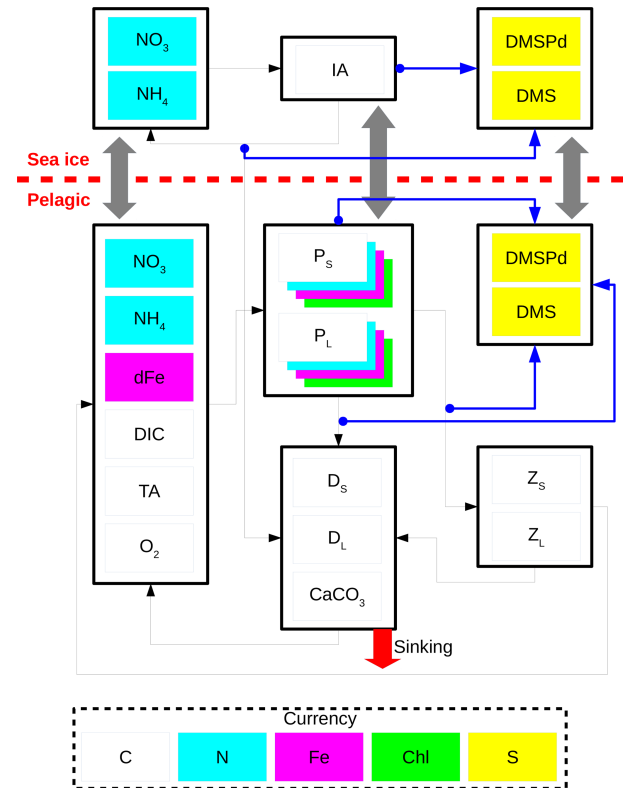 NO3
NH4
IA
DMSPd
DMS
Sea ice
Pelagic
NO3
NH4
dFe
DIC
TA
O2
PS
PL
DMSPd
DMS
DS
DL
CaCO3
ZS
ZL
Sinking
Currency
C N Fe Chl S